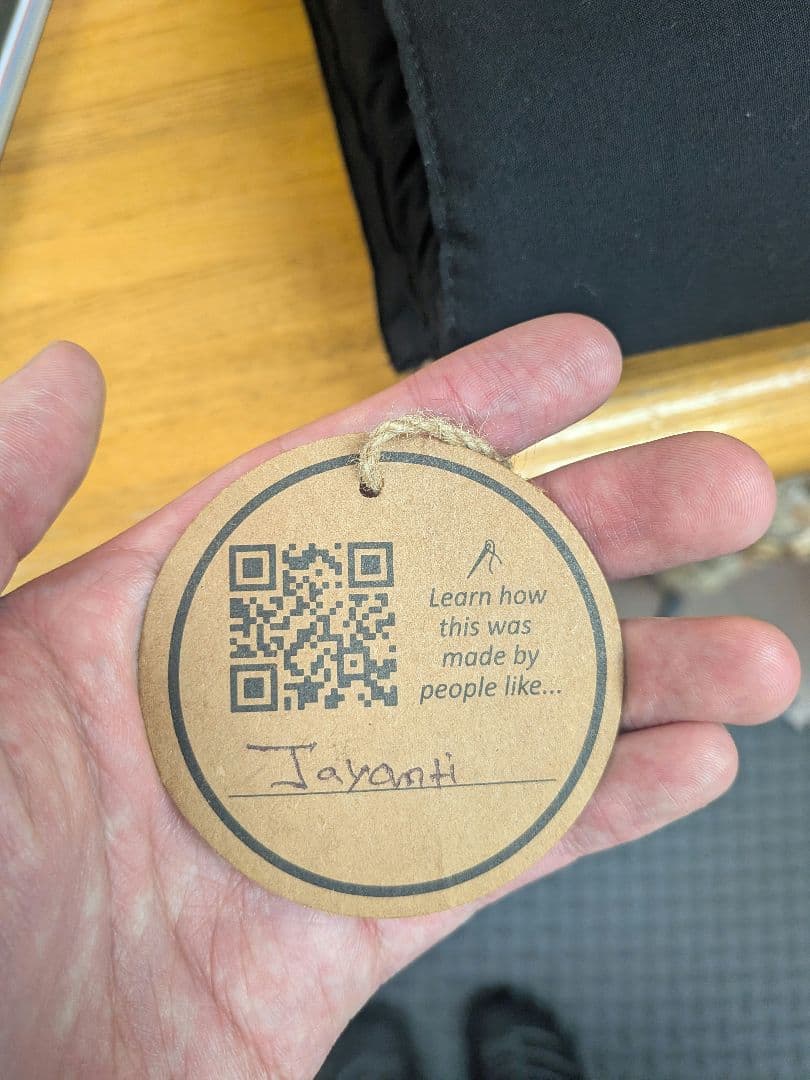 Learn how
this was
made by
people like...
Jayanti